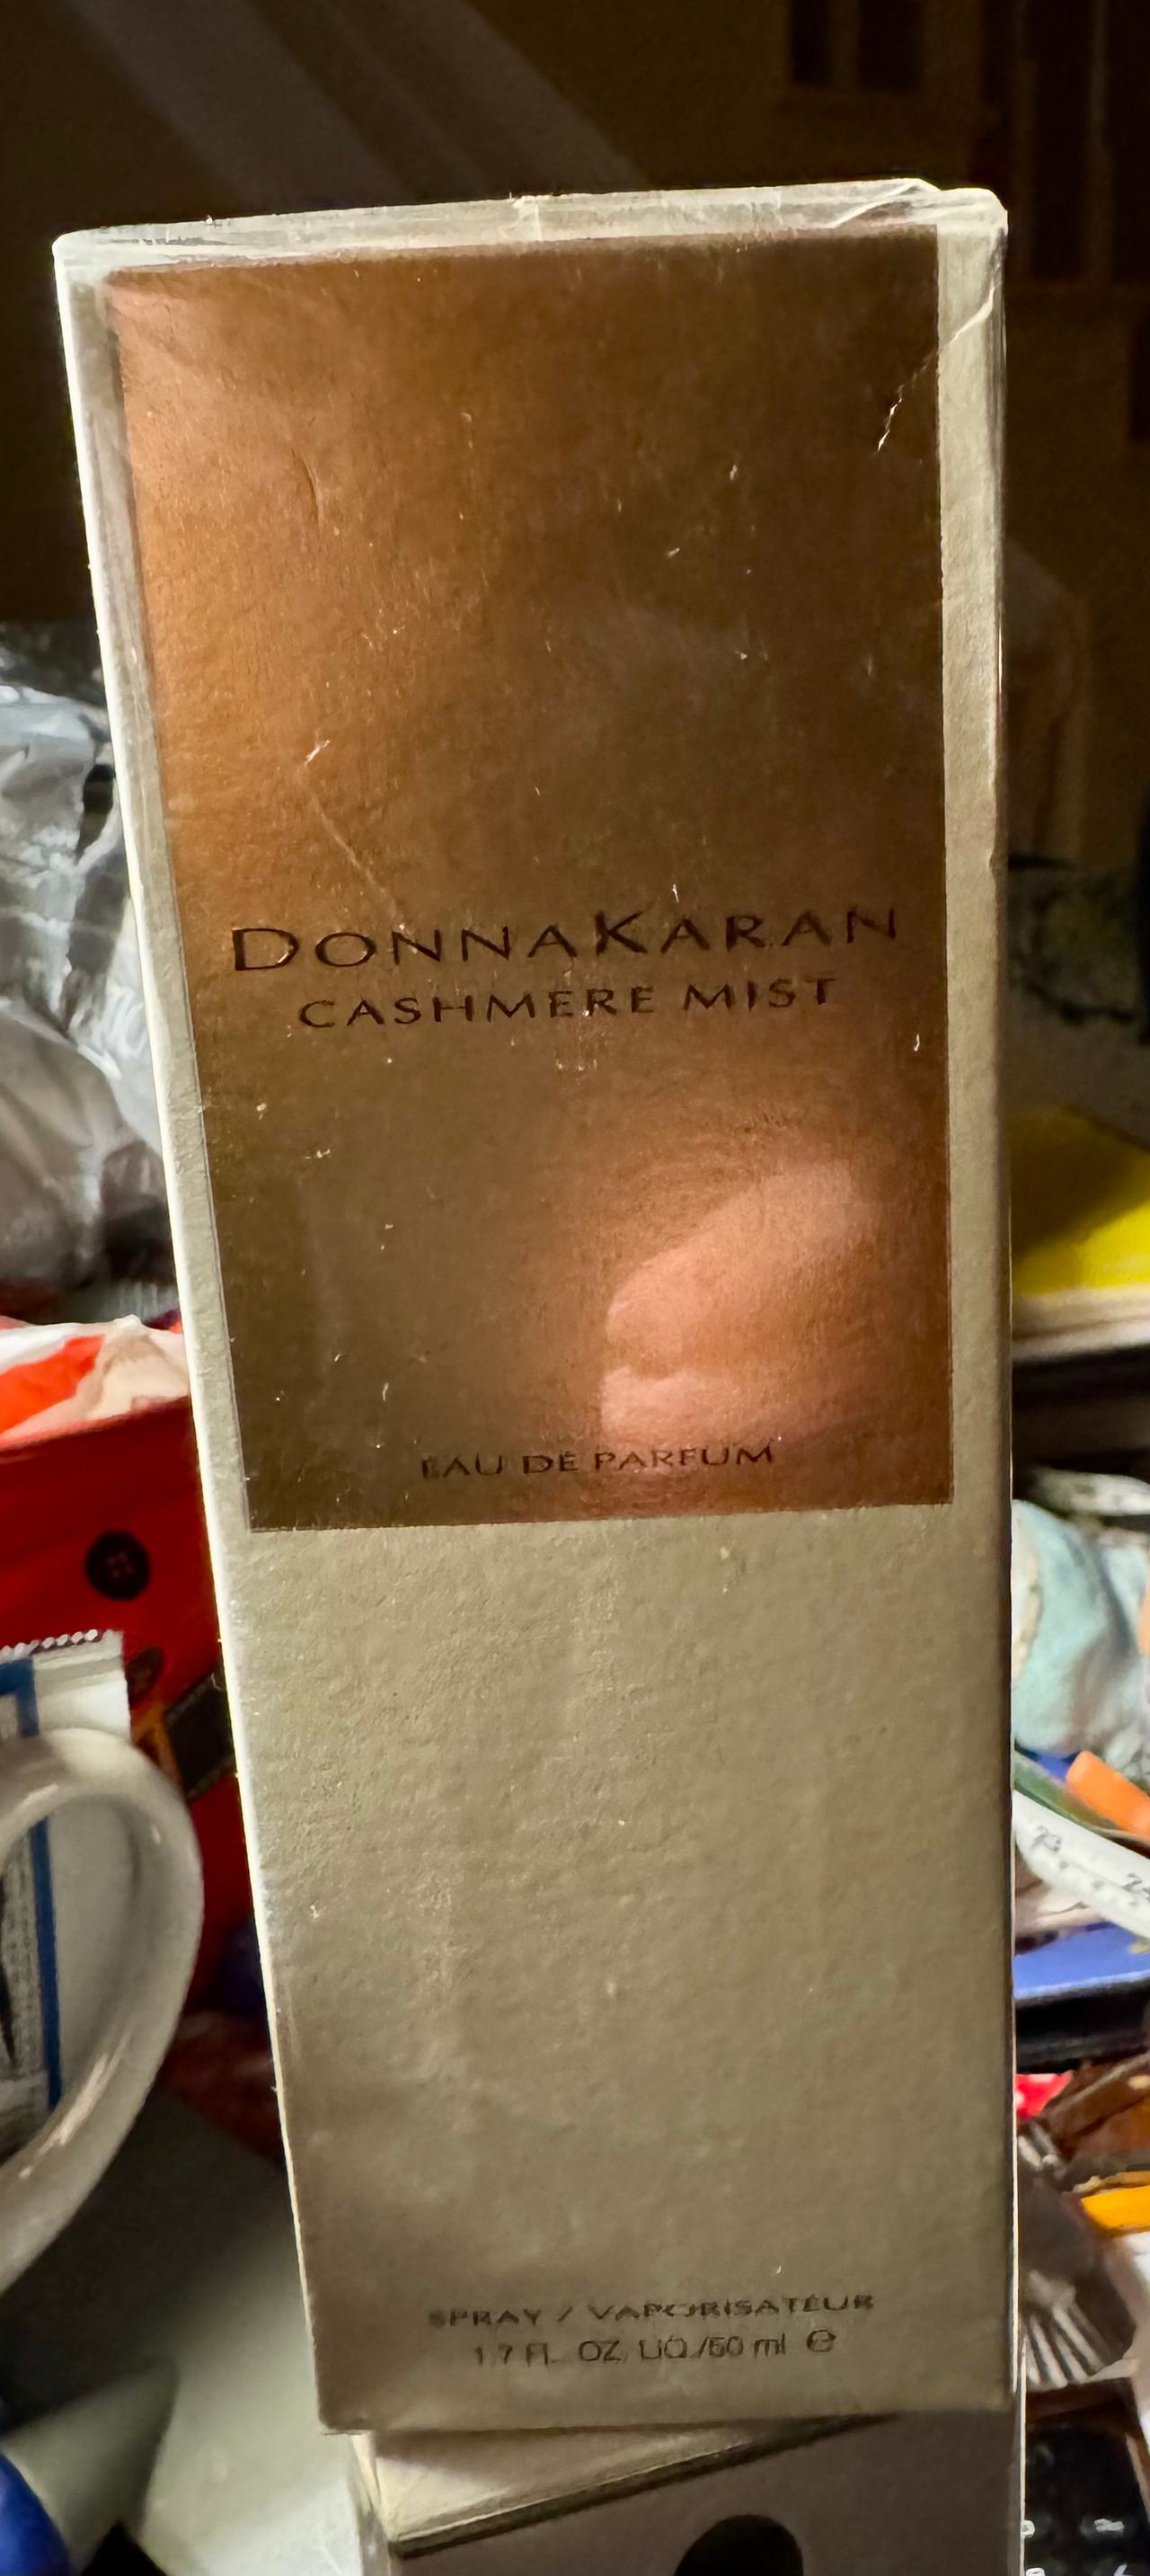 DONNAKARAN
CASHMERE MIST
EAU DE PARFUM
SPRAY / VAPORISATEUR
1.7 FL. OZ. LIQ./50 ml ℮